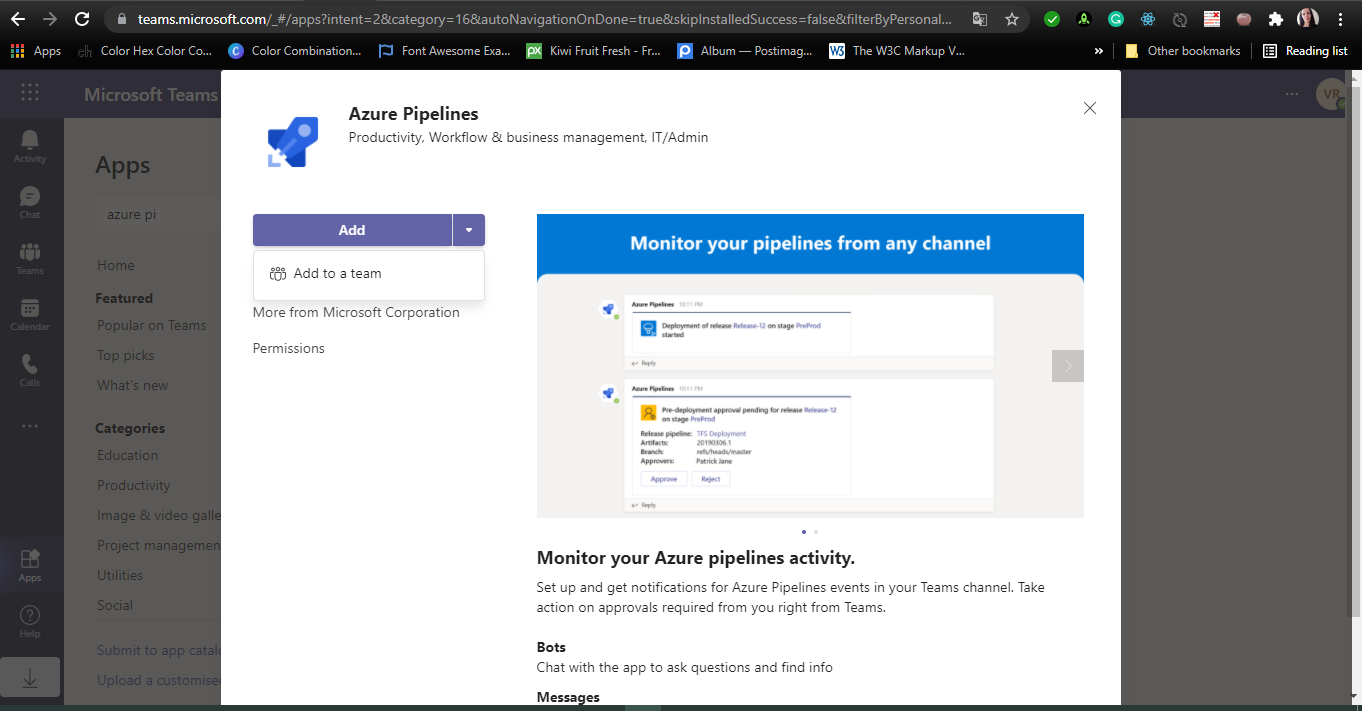 teams.microsoft.com/_#/apps?intent=2&category=16&autoNavigationOnDone=true&skipInstalledSuccess=false&filterByPersonal...
Apps
Color Hex Color Co...
Color Combination...
Font Awesome Exa...
Kiwi Fruit Fresh - Fr...
Album — Postimag...
The W3C Markup V...
»
Other bookmarks
Reading list
Microsoft Teams
VR
Activity
Chat
Teams
Calendar
Calls
Apps
Help
Apps
azure pi
Home
Featured
Popular on Teams
Top picks
What's new
Categories
Education
Productivity
Image & video galle
Project managemen
Utilities
Social
Submit to app catal
Upload a customise
Azure Pipelines
Productivity, Workflow & business management, IT/Admin
Add
Add to a team
More from Microsoft Corporation
Permissions
Monitor your pipelines from any channel
Azure Pipelines 10:11 PM
Deployment of release Release-12 on stage PreProd
started
Reply
Azure Pipelines 10:11 PM
Pre-deployment approval pending for release Release-12
on stage PreProd
Release pipeline: TFS Deployment
Artifacts: 20190306.1
Branch: refs/heads/master
Approvers: Patrick Jane
Approve Reject
Reply
Monitor your Azure pipelines activity.
Set up and get notifications for Azure Pipelines events in your Teams channel. Take
action on approvals required from you right from Teams.
Bots
Chat with the app to ask questions and find info
Messages